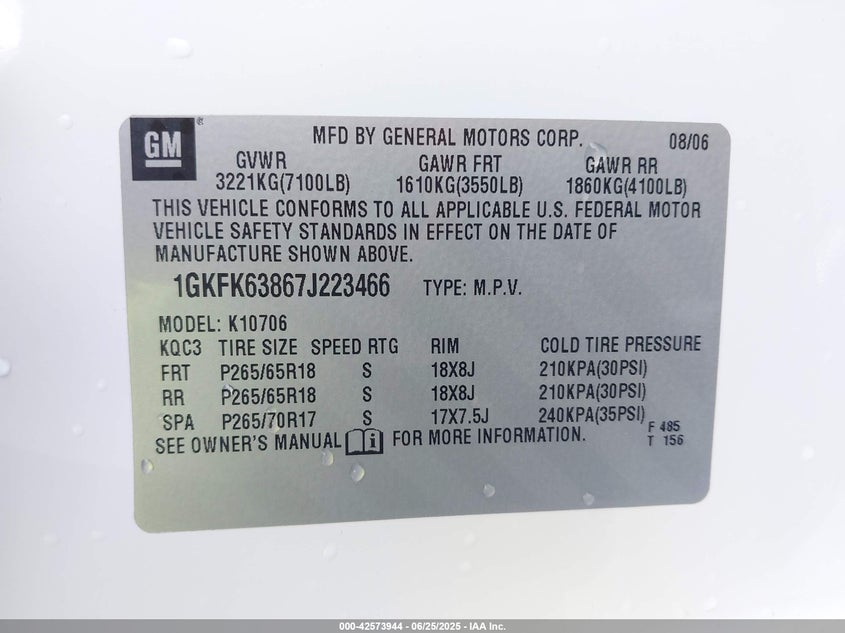 GM ®
MFD BY GENERAL MOTORS CORP. 08/06
GVWR GAWR FRT GAWR RR
3221KG(7100LB) 1610KG(3550LB) 1860KG(4100LB)
THIS VEHICLE CONFORMS TO ALL APPLICABLE U.S. FEDERAL MOTOR
VEHICLE SAFETY STANDARDS IN EFFECT ON THE DATE OF
MANUFACTURE SHOWN ABOVE.
1GKFK63867J223466 TYPE: M.P.V.
MODEL: K10706
KQC3 TIRE SIZE SPEED RTG RIM COLD TIRE PRESSURE
FRT P265/65R18 S 18X8J 210KPA(30PSI)
RR P265/65R18 S 18X8J 210KPA(30PSI)
SPA P265/70R17 S 17X7.5J 240KPA(35PSI)
SEE OWNER'S MANUAL i FOR MORE INFORMATION.
F 485
T 156
000-42573944 - 06/25/2025 - IAA Inc.